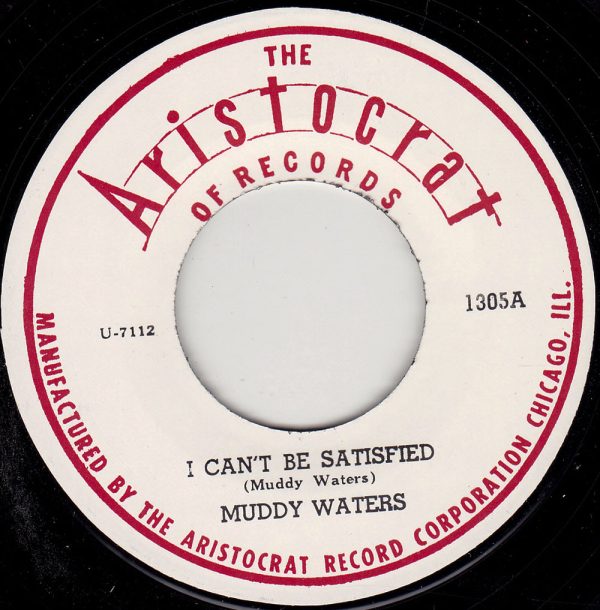 THE
Aristocrat
OF RECORDS
U-7112
1305A
I CAN'T BE SATISFIED
(Muddy Waters)
MUDDY WATERS
MANUFACTURED BY THE ARISTOCRAT RECORD CORPORATION CHICAGO, ILL.